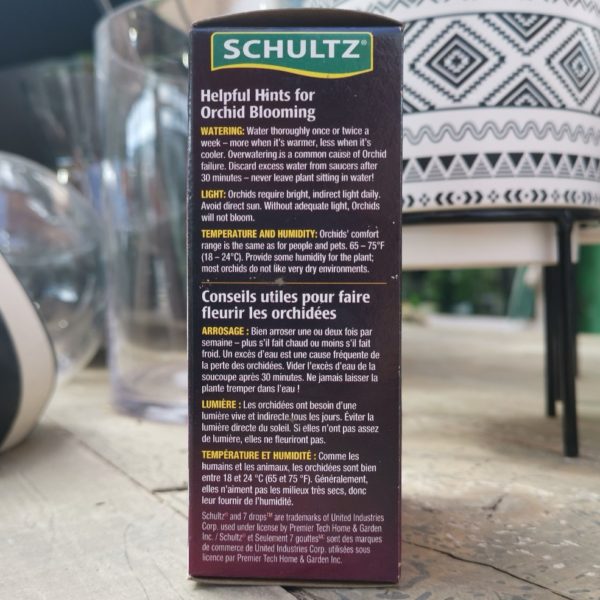 SCHULTZ®
Helpful Hints for
Orchid Blooming
WATERING: Water thoroughly once or twice a
week – more when it's warmer, less when it's
cooler. Overwatering is a common cause of Orchid
failure. Discard excess water from saucers after
30 minutes – never leave plant sitting in water!
LIGHT: Orchids require bright, indirect light daily.
Avoid direct sun. Without adequate light, Orchids
will not bloom.
TEMPERATURE AND HUMIDITY: Orchids' comfort
range is the same as for people and pets. 65 – 75°F
(18 – 24°C). Provide some humidity for the plant;
most orchids do not like very dry environments.
Conseils utiles pour faire
fleurir les orchidées
ARROSAGE : Bien arroser une ou deux fois par
semaine – plus s'il fait chaud ou moins s'il fait
froid. Un excès d'eau est une cause fréquente de
la perte des orchidées. Vider l'excès d'eau de la
soucoupe après 30 minutes. Ne jamais laisser la
plante tremper dans l'eau !
LUMIÈRE : Les orchidées ont besoin d'une
lumière vive et indirecte tous les jours. Éviter la
lumière directe du soleil. Si elles n'ont pas assez
de lumière, elles ne fleuriront pas.
TEMPÉRATURE ET HUMIDITÉ : Comme les
humains et les animaux, les orchidées sont bien
entre 18 et 24 °C (65 et 75 °F). Généralement,
elles n'aiment pas les milieux très secs, donc
leur fournir de l'humidité.
Schultz® and 7 drops™ are trademarks of United Industries
Corp. used under license by Premier Tech Home & Garden
Inc. / Schultz® et Seulement 7 gouttesMC sont des marques
de commerce de United Industries Corp. utilisées sous
licence par Premier Tech Home & Garden Inc.